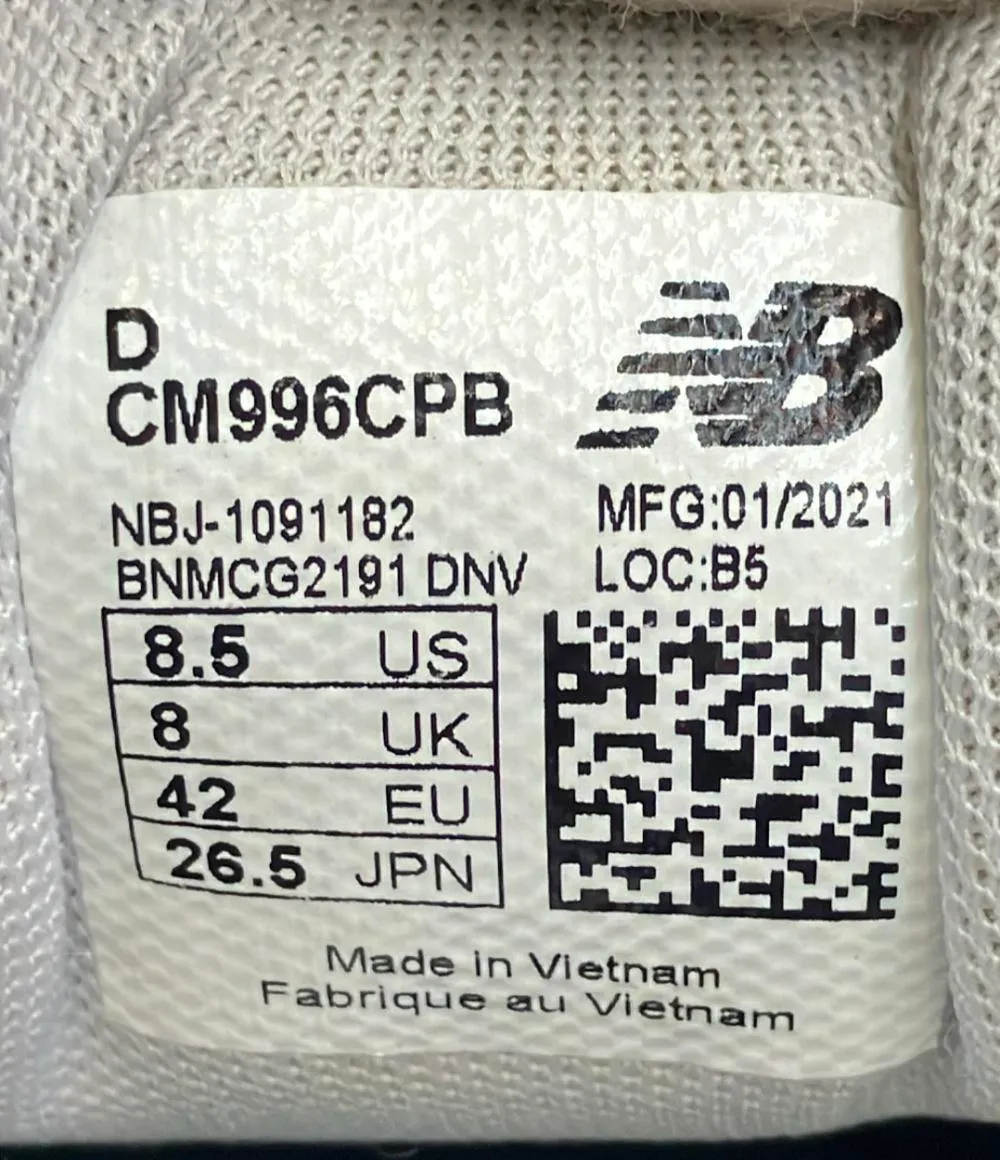 D
CM996CPB
NB
NBJ-1091182
MFG:01/2021
BNMCG2191 DNV
LOC:B5
8.5 US
8 UK
42 EU
26.5 JPN
Made in Vietnam
Fabrique au Vietnam